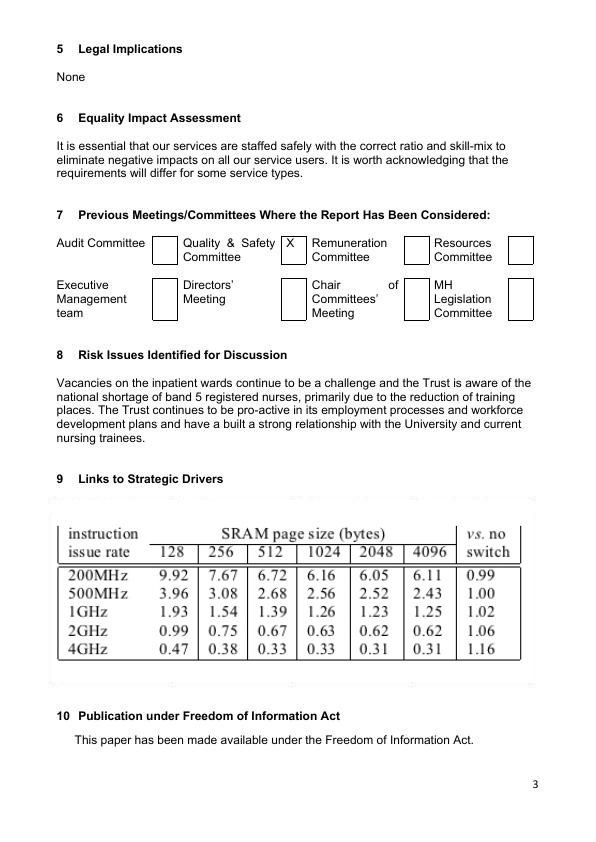 5 Legal Implications
None
6 Equality Impact Assessment
It is essential that our services are staffed safely with the correct ratio and skill-mix to
eliminate negative impacts on all our service users. It is worth acknowledging that the
requirements will differ for some service types.
7 Previous Meetings/Committees Where the Report Has Been Considered:
Audit Committee Quality & Safety X Remuneration Resources
Committee Committee Committee
Executive Directors’ Chair of MH
Management Meeting Committees’ Legislation
team Meeting Committee
8 Risk Issues Identified for Discussion
Vacancies on the inpatient wards continue to be a challenge and the Trust is aware of the
national shortage of band 5 registered nurses, primarily due to the reduction of training
places. The Trust continues to be pro-active in its employment processes and workforce
development plans and have a built a strong relationship with the University and current
nursing trainees.
9 Links to Strategic Drivers
instruction SRAM page size (bytes) vs. no
issue rate 128 256 512 1024 2048 4096 switch
200MHz 9.92 7.67 6.72 6.16 6.05 6.11 0.99
500MHz 3.96 3.08 2.68 2.56 2.52 2.43 1.00
1GHz 1.93 1.54 1.39 1.26 1.23 1.25 1.02
2GHz 0.99 0.75 0.67 0.63 0.62 0.62 1.06
4GHz 0.47 0.38 0.33 0.33 0.31 0.31 1.16
10 Publication under Freedom of Information Act
This paper has been made available under the Freedom of Information Act.
3